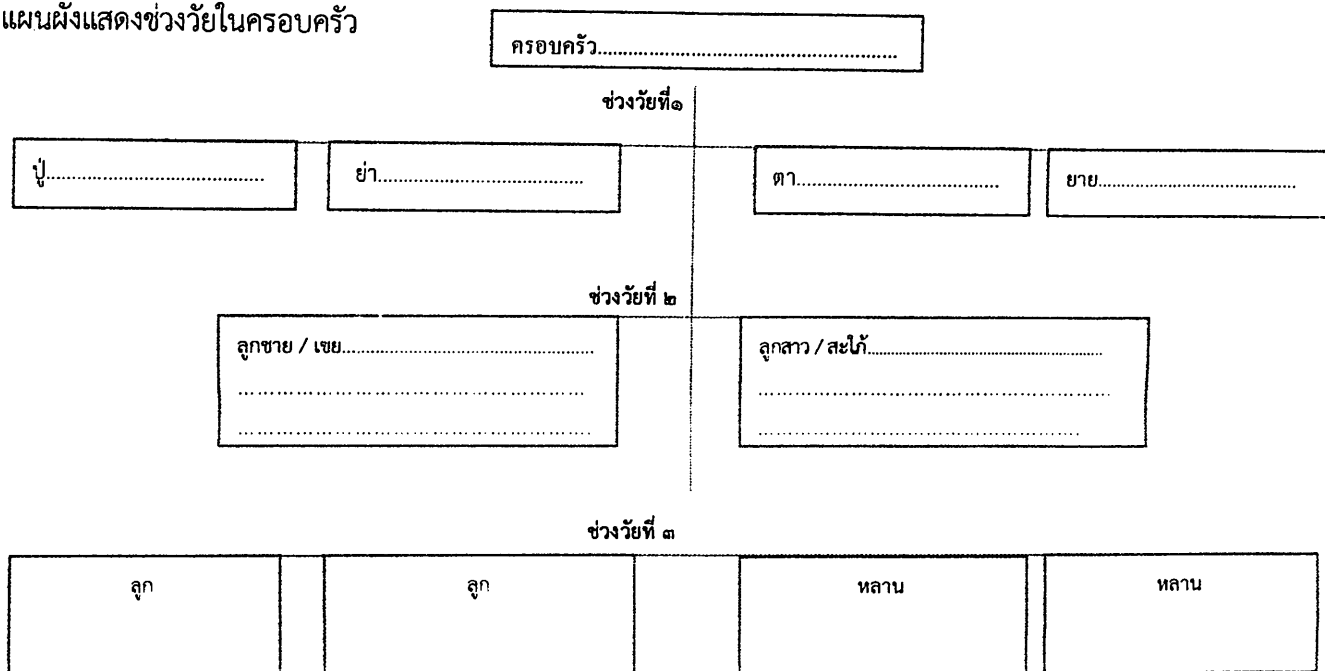 แผนผังแสดงช่วงวัยในครอบครัว
ครอบครัว..........................................................
ช่วงวัยที่๑
ปู่.......................................
ย่า.....................................
ตา.....................................
ยาย....................................
ช่วงวัยที่ ๒
ลูกชาย / เขย..............................................
......................................................
.......................................................
ลูกสาว / สะใภ้...........................................
.......................................................
..................................................
ช่วงวัยที่ ๓
ลูก
ลูก
หลาน
หลาน